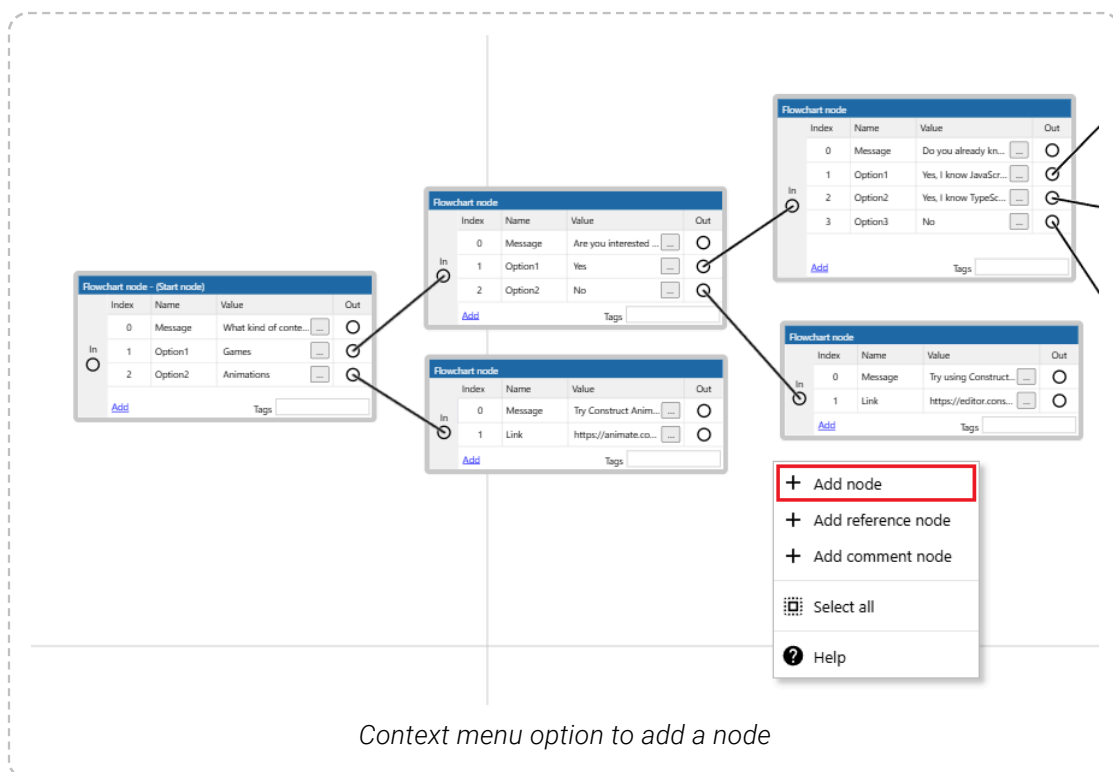 Flowchart node - (Start node)
Index Name Value Out
In
0 Message What kind of conte... ...
1 Option1 Games ...
2 Option2 Animations ...
Add Tags
Flowchart node
Index Name Value Out
In
0 Message Are you interested ... ...
1 Option1 Yes ...
2 Option2 No ...
Add Tags
Flowchart node
Index Name Value Out
In
0 Message Try Construct Anim... ...
1 Link https://animate.co... ...
Add Tags
Flowchart node
Index Name Value Out
In
0 Message Do you already kn... ...
1 Option1 Yes, I know JavaScr... ...
2 Option2 Yes, I know TypeSc... ...
3 Option3 No ...
Add Tags
Flowchart node
Index Name Value Out
In
0 Message Try using Construct... ...
1 Link https://editor.cons... ...
Add Tags
+ Add node
+ Add reference node
+ Add comment node
Select all
? Help
Context menu option to add a node